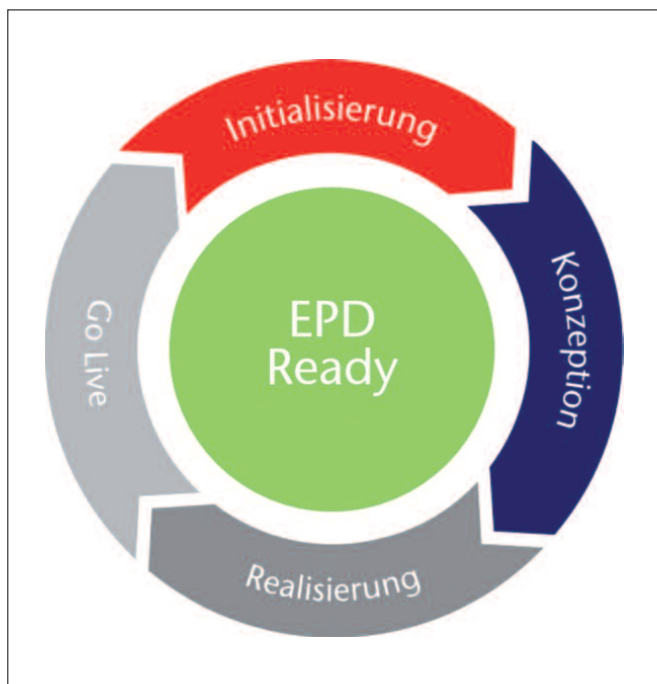 Initialisierung
Konzeption
Realisierung
Go Live
EPD
Ready